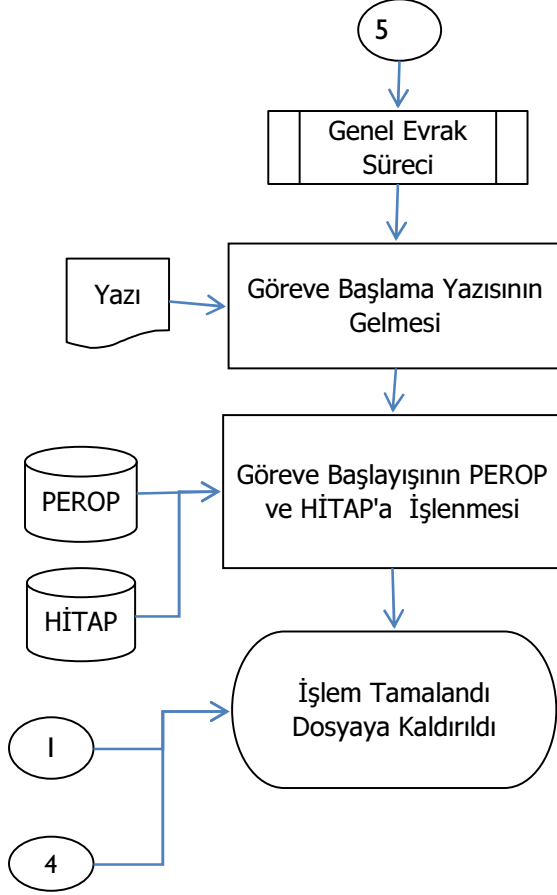 5
Genel Evrak
Süreci
Yazı
Göreve Başlama Yazısının
Gelmesi
PEROP
Göreve Başlayışının PEROP
ve HİTAP'a İşlenmesi
HİTAP
İşlem Tamalandı
Dosyaya Kaldırıldı
I
4